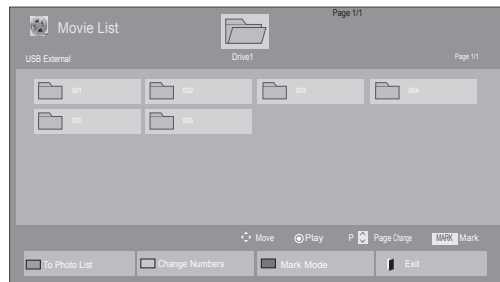 Page 1/1
Movie List
Drive1
USB External
Page 1/1
001
002
003
004
005
006
Move
Play
P
Page Change
MARK Mark
To Photo List
Change Numbers
Mark Mode
Exit